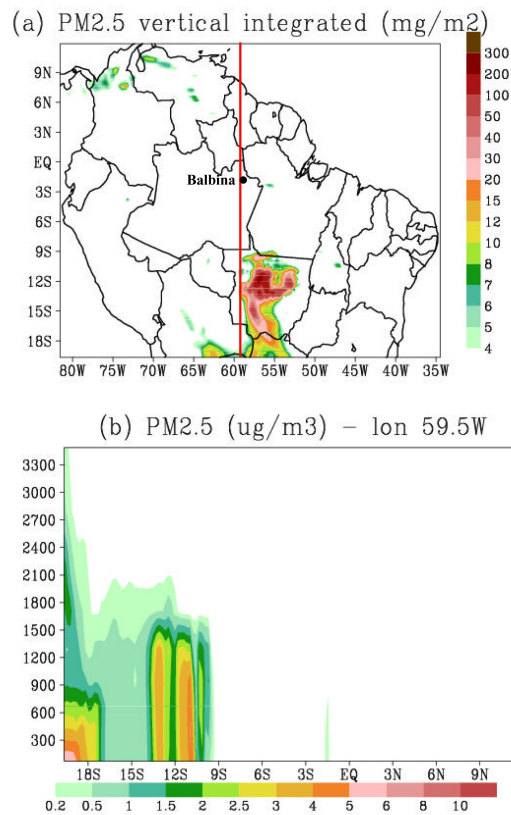 (a) PM2.5 vertical integrated (mg/m2)
9N
6N
3N
EQ
3S
6S
9S
12S
15S
18S
Balbina
80W 75W 70W 65W 60W 55W 50W 45W 40W 35W
300
200
100
50
40
30
20
15
12
10
8
7
6
5
4
(b) PM2.5 (ug/m3) – lon 59.5W
3300
3000
2700
2400
2100
1800
1500
1200
900
600
300
18S 15S 12S 9S 6S 3S EQ 3N 6N 9N
0.2 0.5 1 1.5 2 2.5 3 4 5 6 8 10